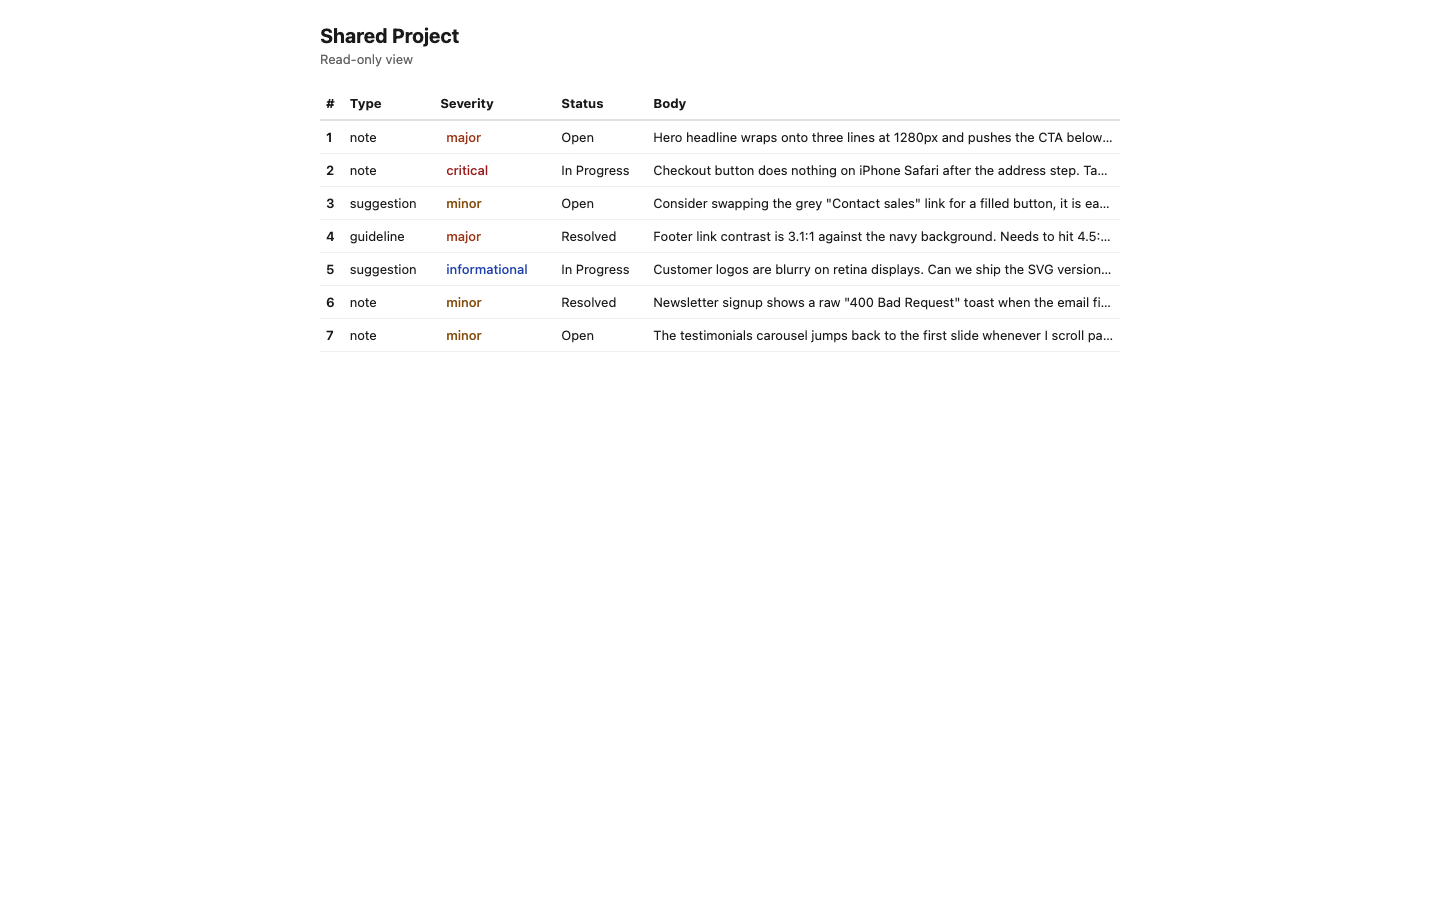 Shared Project
Read-only view
# Type Severity Status Body
1 note major Open Hero headline wraps onto three lines at 1280px and pushes the CTA below...
2 note critical In Progress Checkout button does nothing on iPhone Safari after the address step. Ta...
3 suggestion minor Open Consider swapping the grey "Contact sales" link for a filled button, it is ea...
4 guideline major Resolved Footer link contrast is 3.1:1 against the navy background. Needs to hit 4.5:...
5 suggestion informational In Progress Customer logos are blurry on retina displays. Can we ship the SVG version...
6 note minor Resolved Newsletter signup shows a raw "400 Bad Request" toast when the email fi...
7 note minor Open The testimonials carousel jumps back to the first slide whenever I scroll pa...